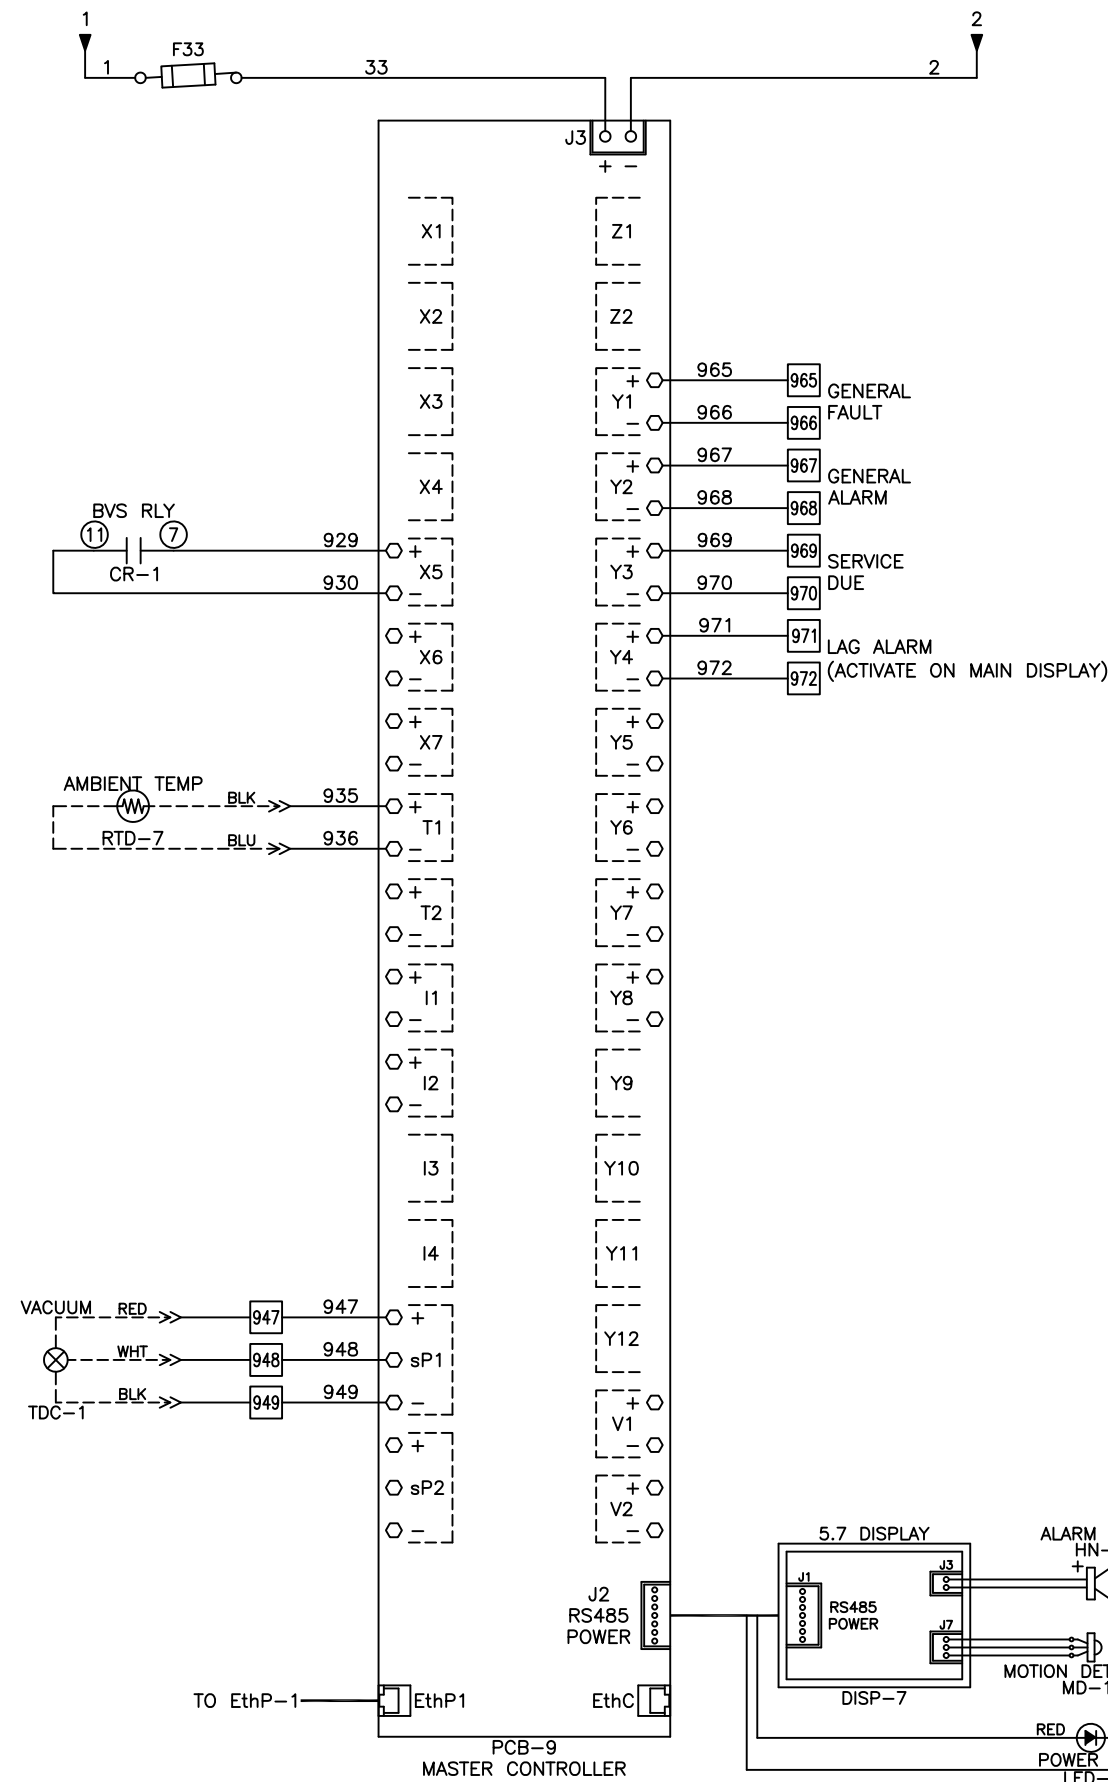 1
2
F33
1
33
2
J3
+ −
X1
Z1
X2
Z2
X3
+ Y1 −
965
965
966
966
GENERAL
FAULT
X4
+ Y2 −
967
967
968
968
GENERAL
ALARM
BVS RLY
11
7
CR-1
929
930
+ X5 −
+ Y3 −
969
969
970
970
SERVICE
DUE
+ X6 −
+ Y4 −
971
971
972
972
LAG ALARM
(ACTIVATE ON MAIN DISPLAY)
+ X7 −
+ Y5 −
AMBIENT TEMP
RTD-7
BLK
935
BLU
936
+ T1 −
+ Y6 −
+ T2 −
+ Y7 −
+ I1 −
+ Y8 −
+ I2 −
Y9
I3
Y10
I4
Y11
VACUUM
TDC-1
RED
947
947
WHT
948
948
BLK
949
949
+ sP1 −
Y12
+ V1 −
+ sP2 −
+ V2 −
J2
RS485
POWER
5.7 DISPLAY
J1
RS485
POWER
J3
J7
DISP-7
ALARM
HN-
+
MOTION DET
MD-1
TO EthP-1
EthP1
EthC
RED
POWER
LED-
PCB-9
MASTER CONTROLLER